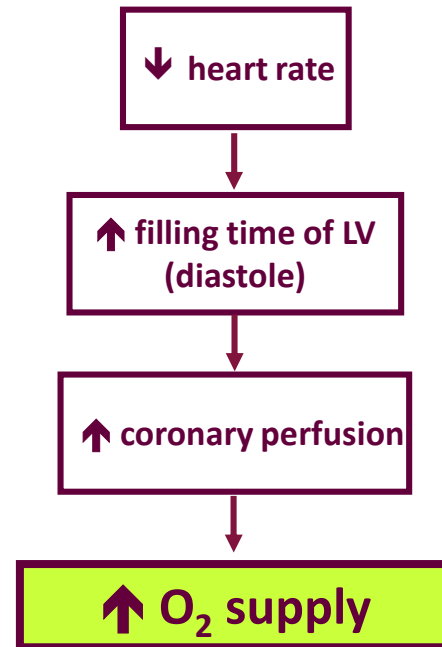 ↓ heart rate
↑ filling time of LV
(diastole)
↑ coronary perfusion
↑ O₂ supply